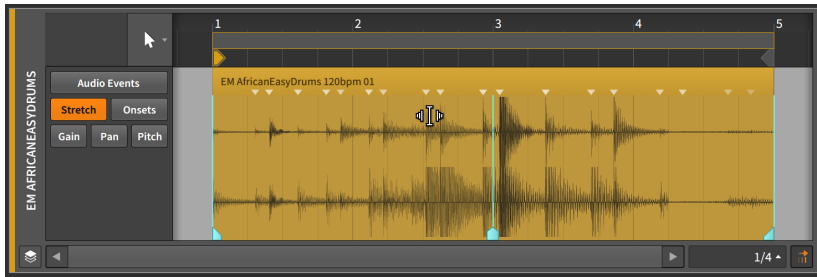 1 2 3 4 5
EM AFRICANEASYDRUMS
Audio Events
EM AfricanEasyDrums 120bpm 01
Stretch Onsets
Gain Pan Pitch
1/4